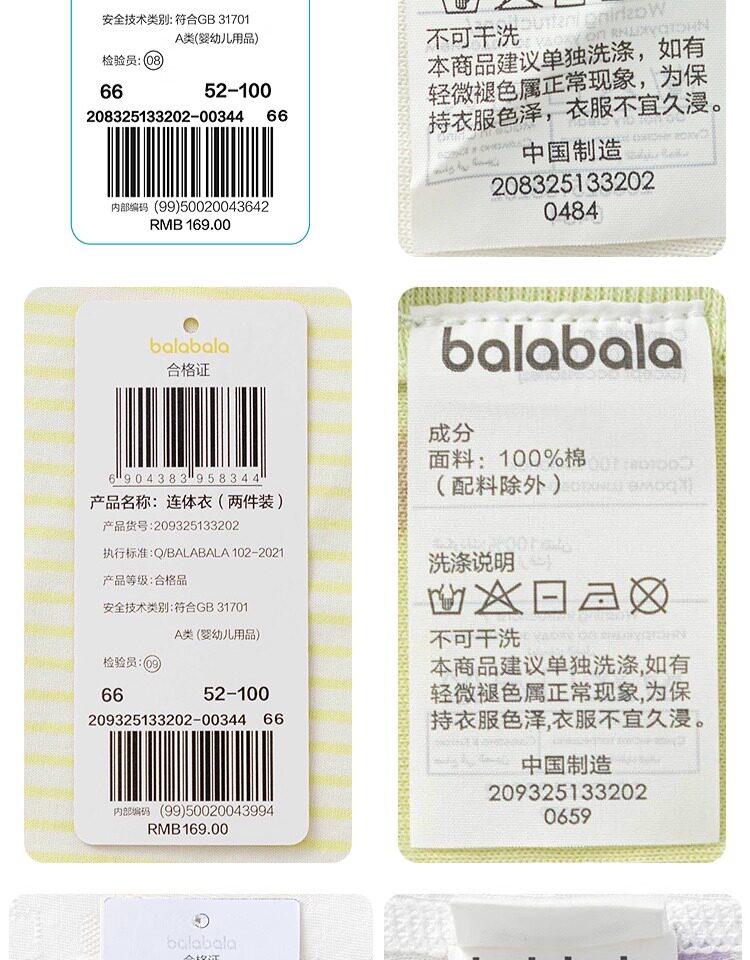 安全技术类别: 符合GB 31701
A类(婴幼儿用品)
检验员: 08
66 52-100
208325133202-00344 66
内部编码 (99)50020043642
RMB 169.00
不可干洗
本商品建议单独洗涤，如有
轻微褪色属正常现象，为保
持衣服色泽，衣服不宜久浸。
中国制造
208325133202
0484
balabala
合格证
6 904383 958344
产品名称：连体衣（两件装）
产品货号:209325133202
执行标准:Q/BALABALA 102-2021
产品等级:合格品
安全技术类别:符合GB 31701
A类 (婴幼儿用品)
检验员:09
66 52-100
209325133202-00344 66
内部编码 (99)50020043994
RMB169.00
balabala
成分
面料：100%棉
（配料除外）
洗涤说明
不可干洗
本商品建议单独洗涤,如有
轻微褪色属正常现象,为保
持衣服色泽,衣服不宜久浸。
中国制造
209325133202
0659
balabala
合格证